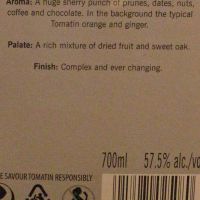 Aroma: A huge sherry punch of prunes, dates, nuts,
coffee and chocolate. In the background the typical
Tomatin orange and ginger.
Palate: A rich mixture of dried fruit and sweet oak.
Finish: Complex and ever changing.
700ml 57.5% alc./vo
E SAVOUR TOMATIN RESPONSIBLY